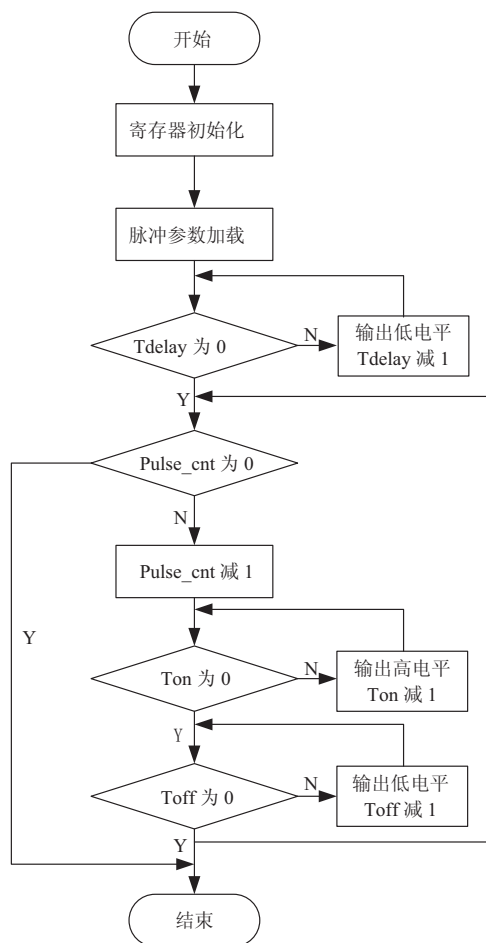 开始
寄存器初始化
脉冲参数加载
Tdelay 为 0
N
输出低电平
Tdelay 减 1
Y
Pulse_cnt 为 0
N
Pulse_cnt 减 1
Y
Ton 为 0
N
输出高电平
Ton 减 1
Y
Toff 为 0
N
输出低电平
Toff 减 1
Y
结束